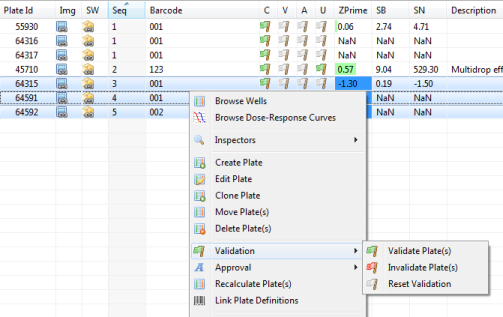 Plate Id Img SW Seq Barcode C V A U ZPrime SB SN Description
55930 1 001 0.06 2.74 4.71
64316 1 001 NaN NaN NaN
64317 1 001 NaN NaN NaN
45710 2 123 0.57 9.04 529.30 Multidrop eff
64315 3 001 -1.30 0.19 -1.50
64591 4 001 NaN NaN
64592 5 002 NaN NaN
Browse Wells
Browse Dose-Response Curves
Inspectors
Create Plate
Edit Plate
Clone Plate
Move Plate(s)
Delete Plate(s)
Validation
Approval
Recalculate Plate(s)
Link Plate Definitions
Validate Plate(s)
Invalidate Plate(s)
Reset Validation